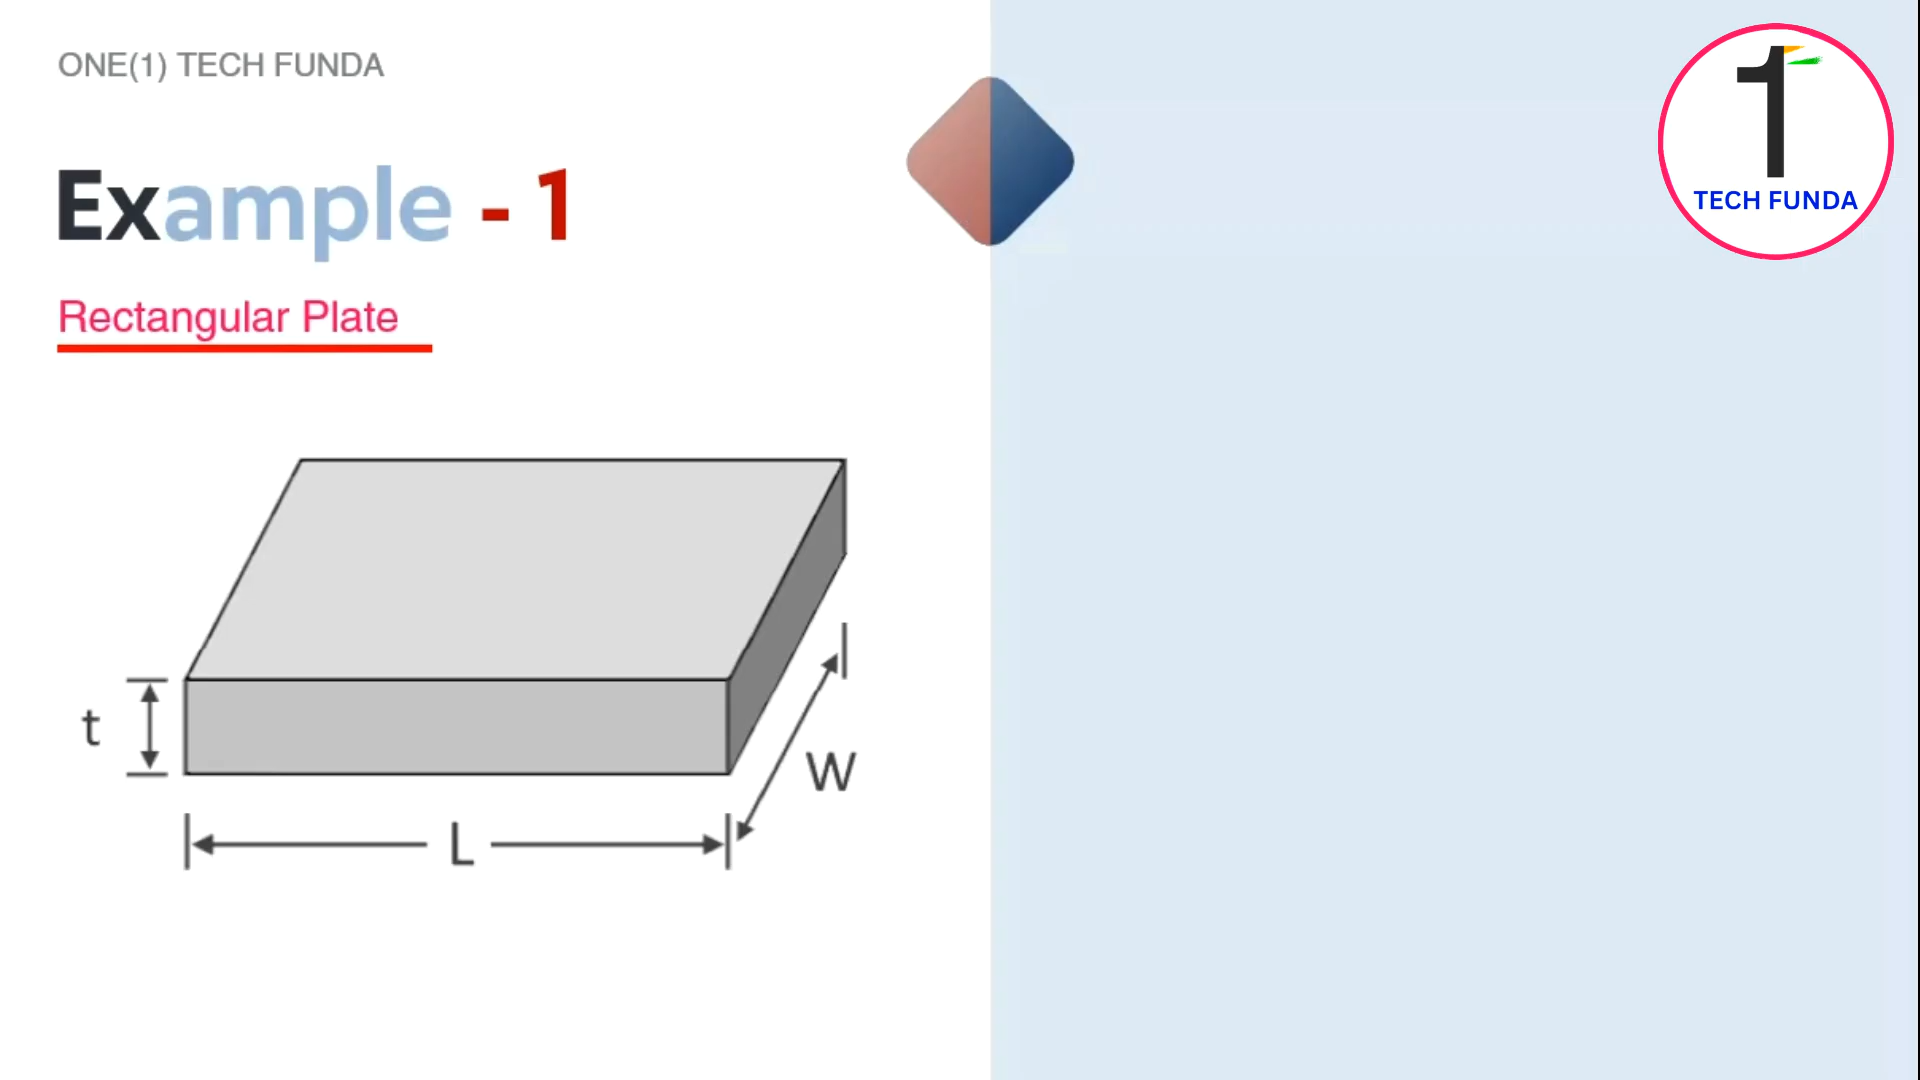 ONE(1) TECH FUNDA
Example - 1
Rectangular Plate
t
W
L
1
TECH FUNDA